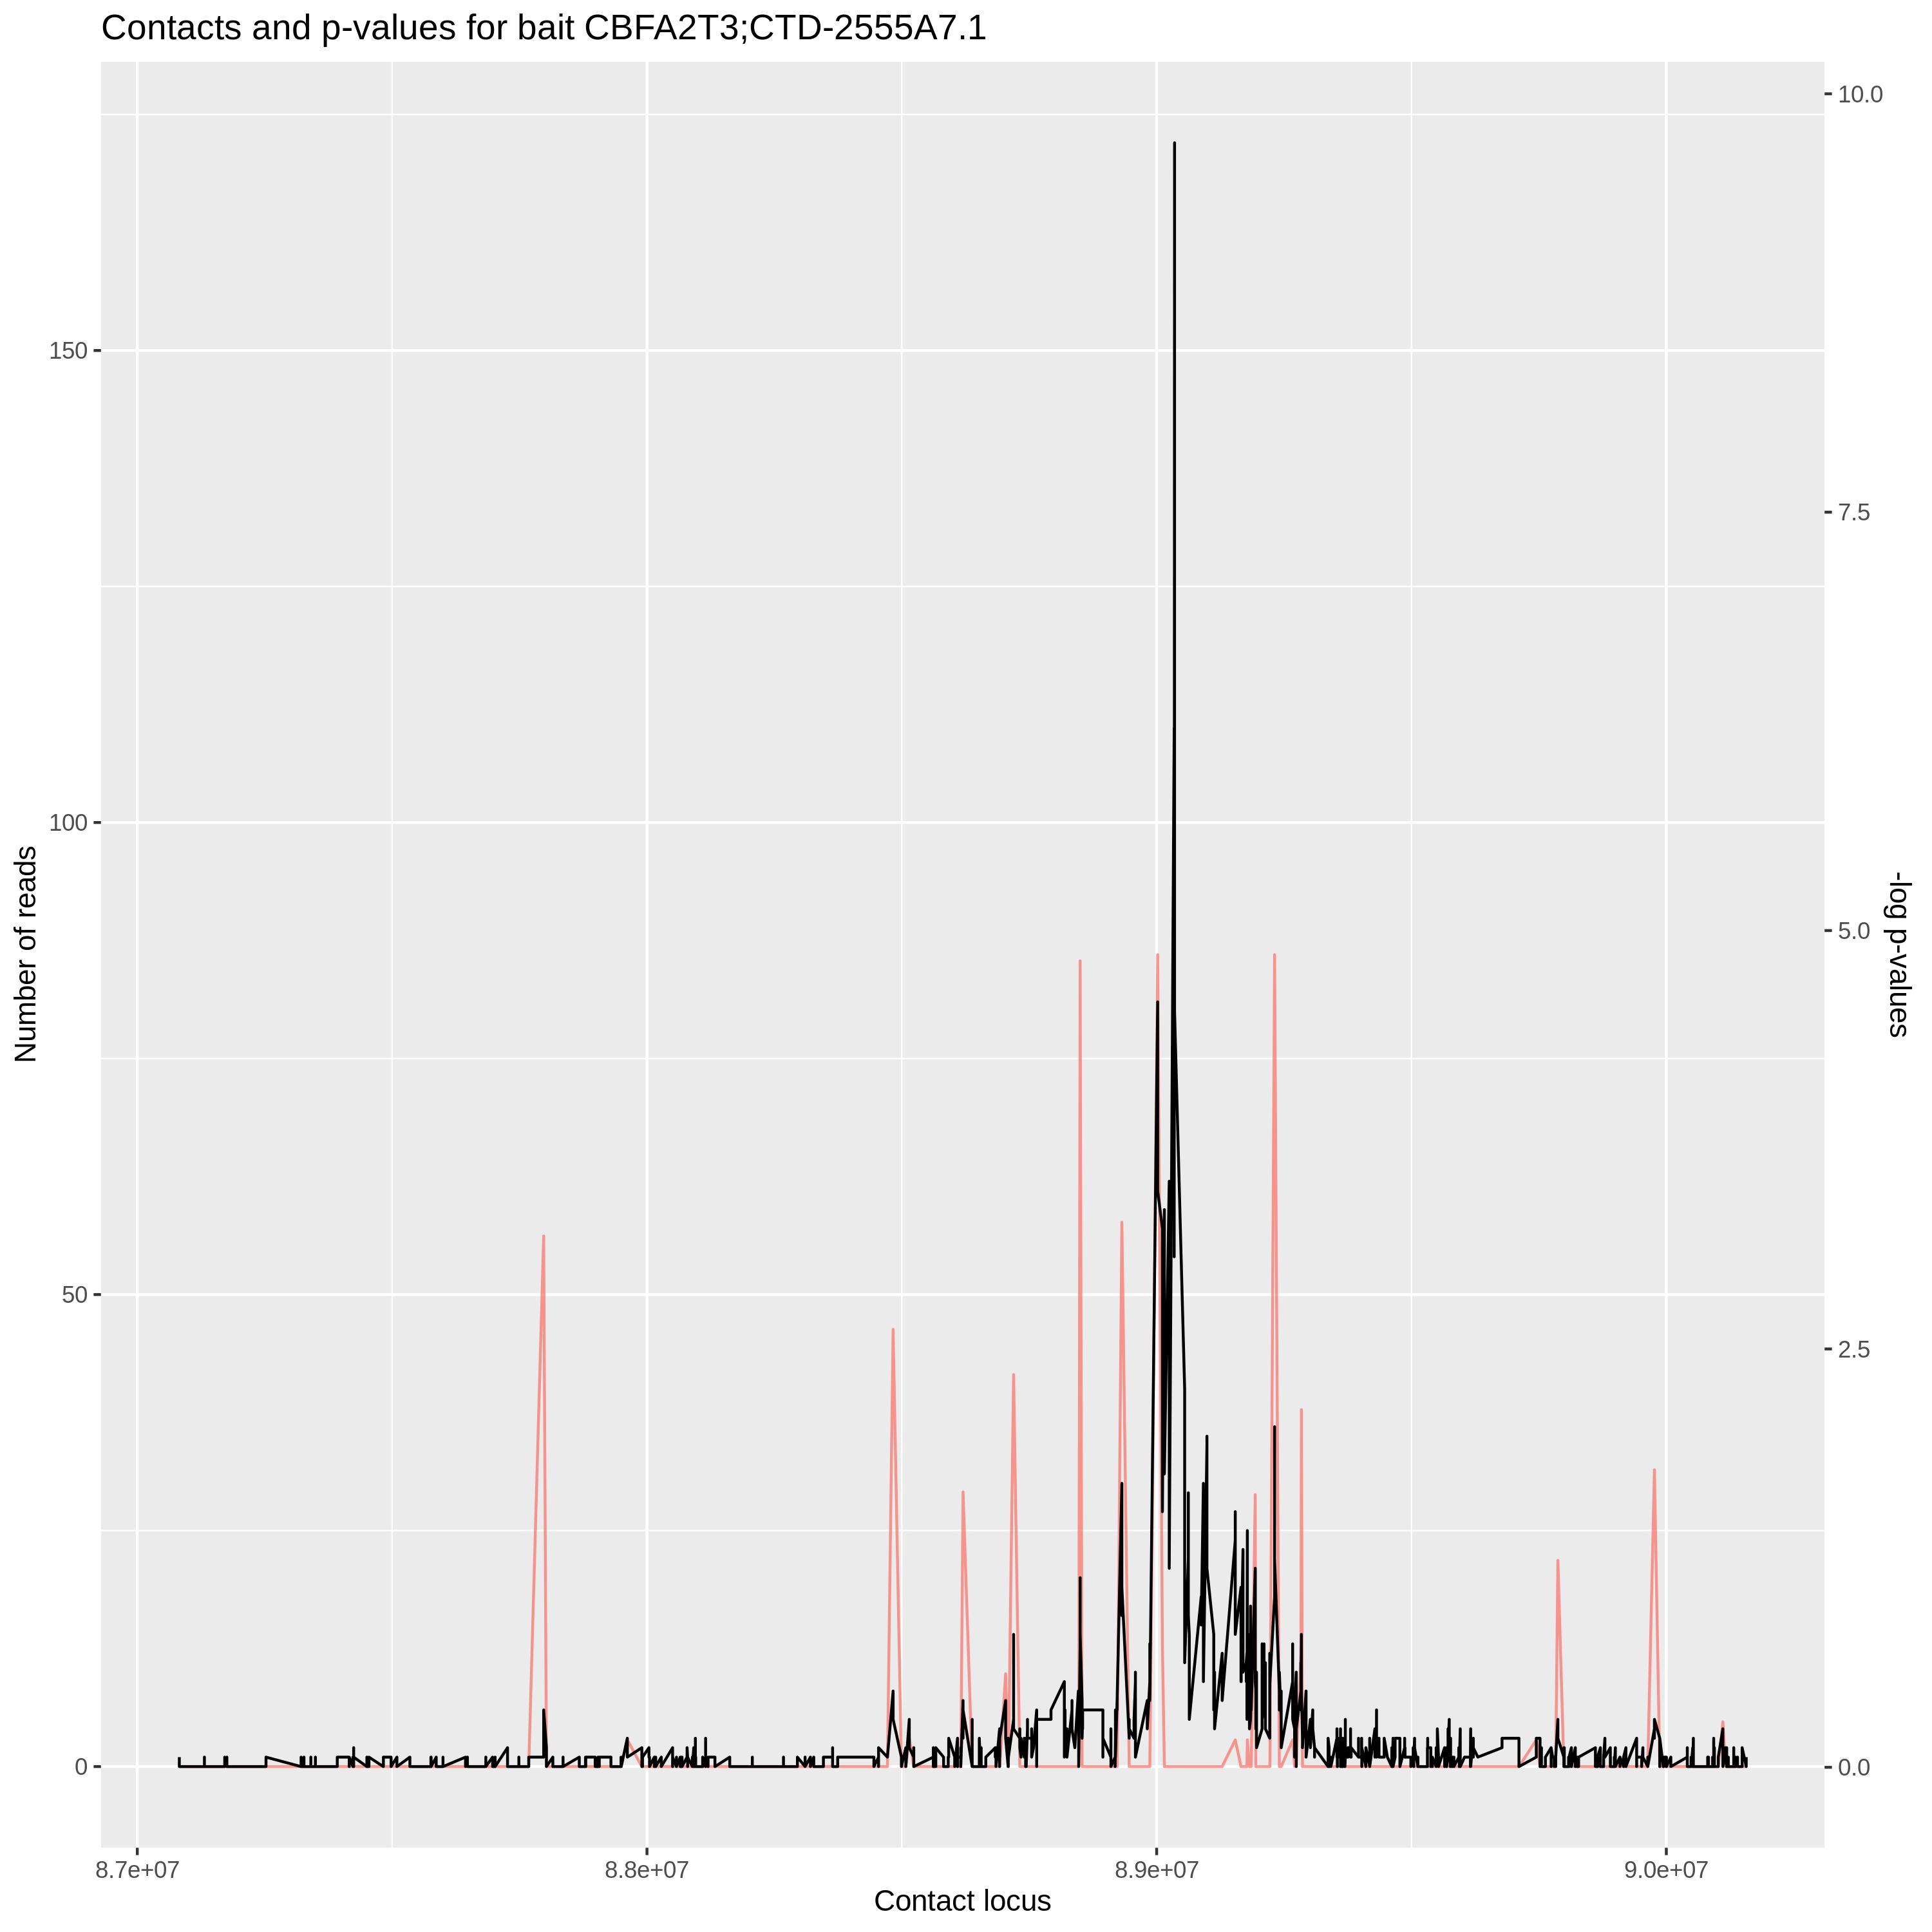 Contacts and p-values for bait CBFA2T3;CTD-2555A7.1
10.0
150
7.5
100
5.0
Number of reads
-log p-values
50
2.5
0
0.0
8.7e+07
8.8e+07
8.9e+07
9.0e+07
Contact locus